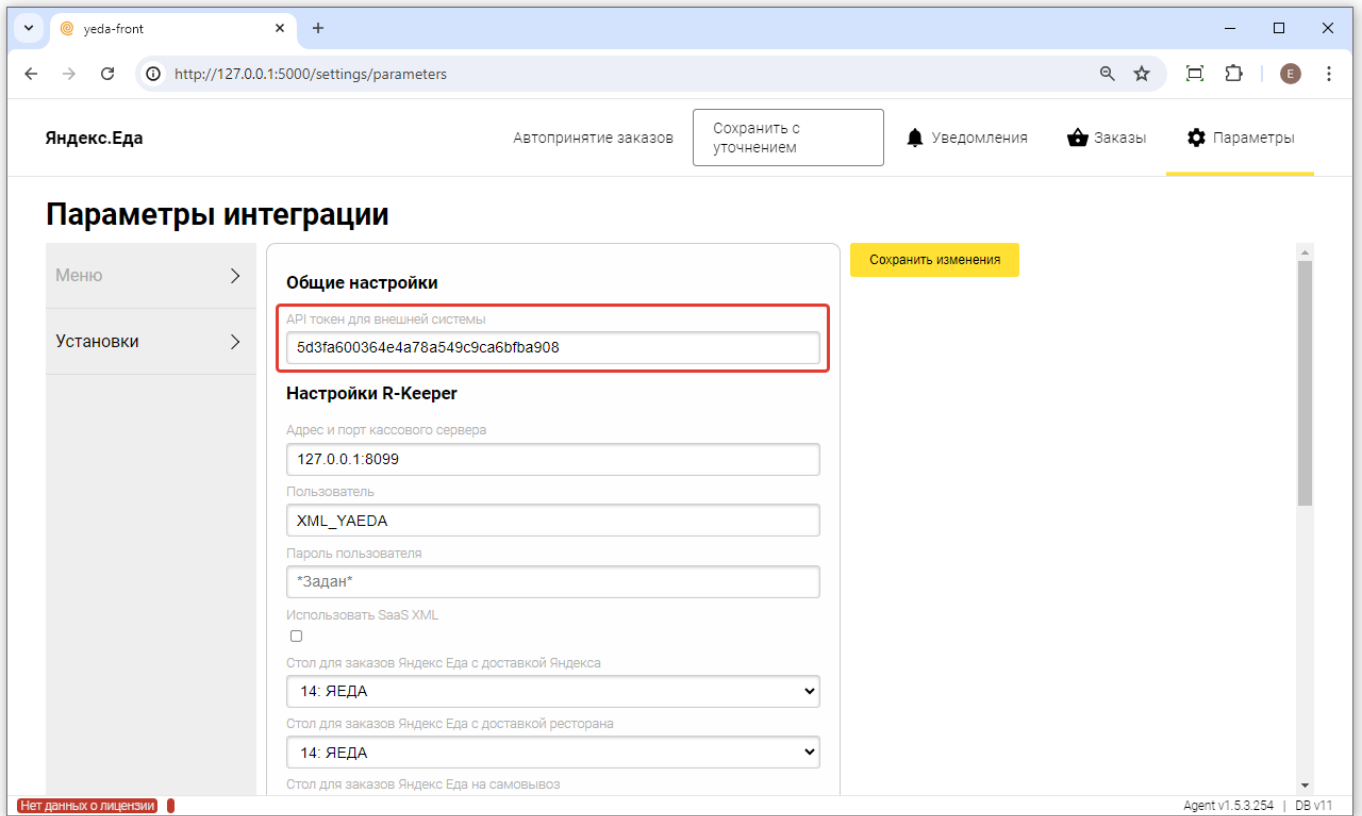 yeda-front
http://127.0.0.1:5000/settings/parameters
E
Яндекс.Еда
Автопринятие заказов
Сохранить с
уточнением
Уведомления
Заказы
Параметры
Параметры интеграции
Меню
Установки
Общие настройки
API токен для внешней системы
5d3fa600364e4a78a549c9ca6bfba908
Настройки R-Keeper
Адрес и порт кассового сервера
127.0.0.1:8099
Пользователь
XML_YAEDA
Пароль пользователя
*Задан*
Использовать SaaS XML
Стол для заказов Яндекс Еда с доставкой Яндекса
14: ЯЕДА
Стол для заказов Яндекс Еда с доставкой ресторана
14: ЯЕДА
Стол для заказов Яндекс Еда на самовывоз
Сохранить изменения
Нет данных о лицензии
Agent v1.5.3.254 | DB v11